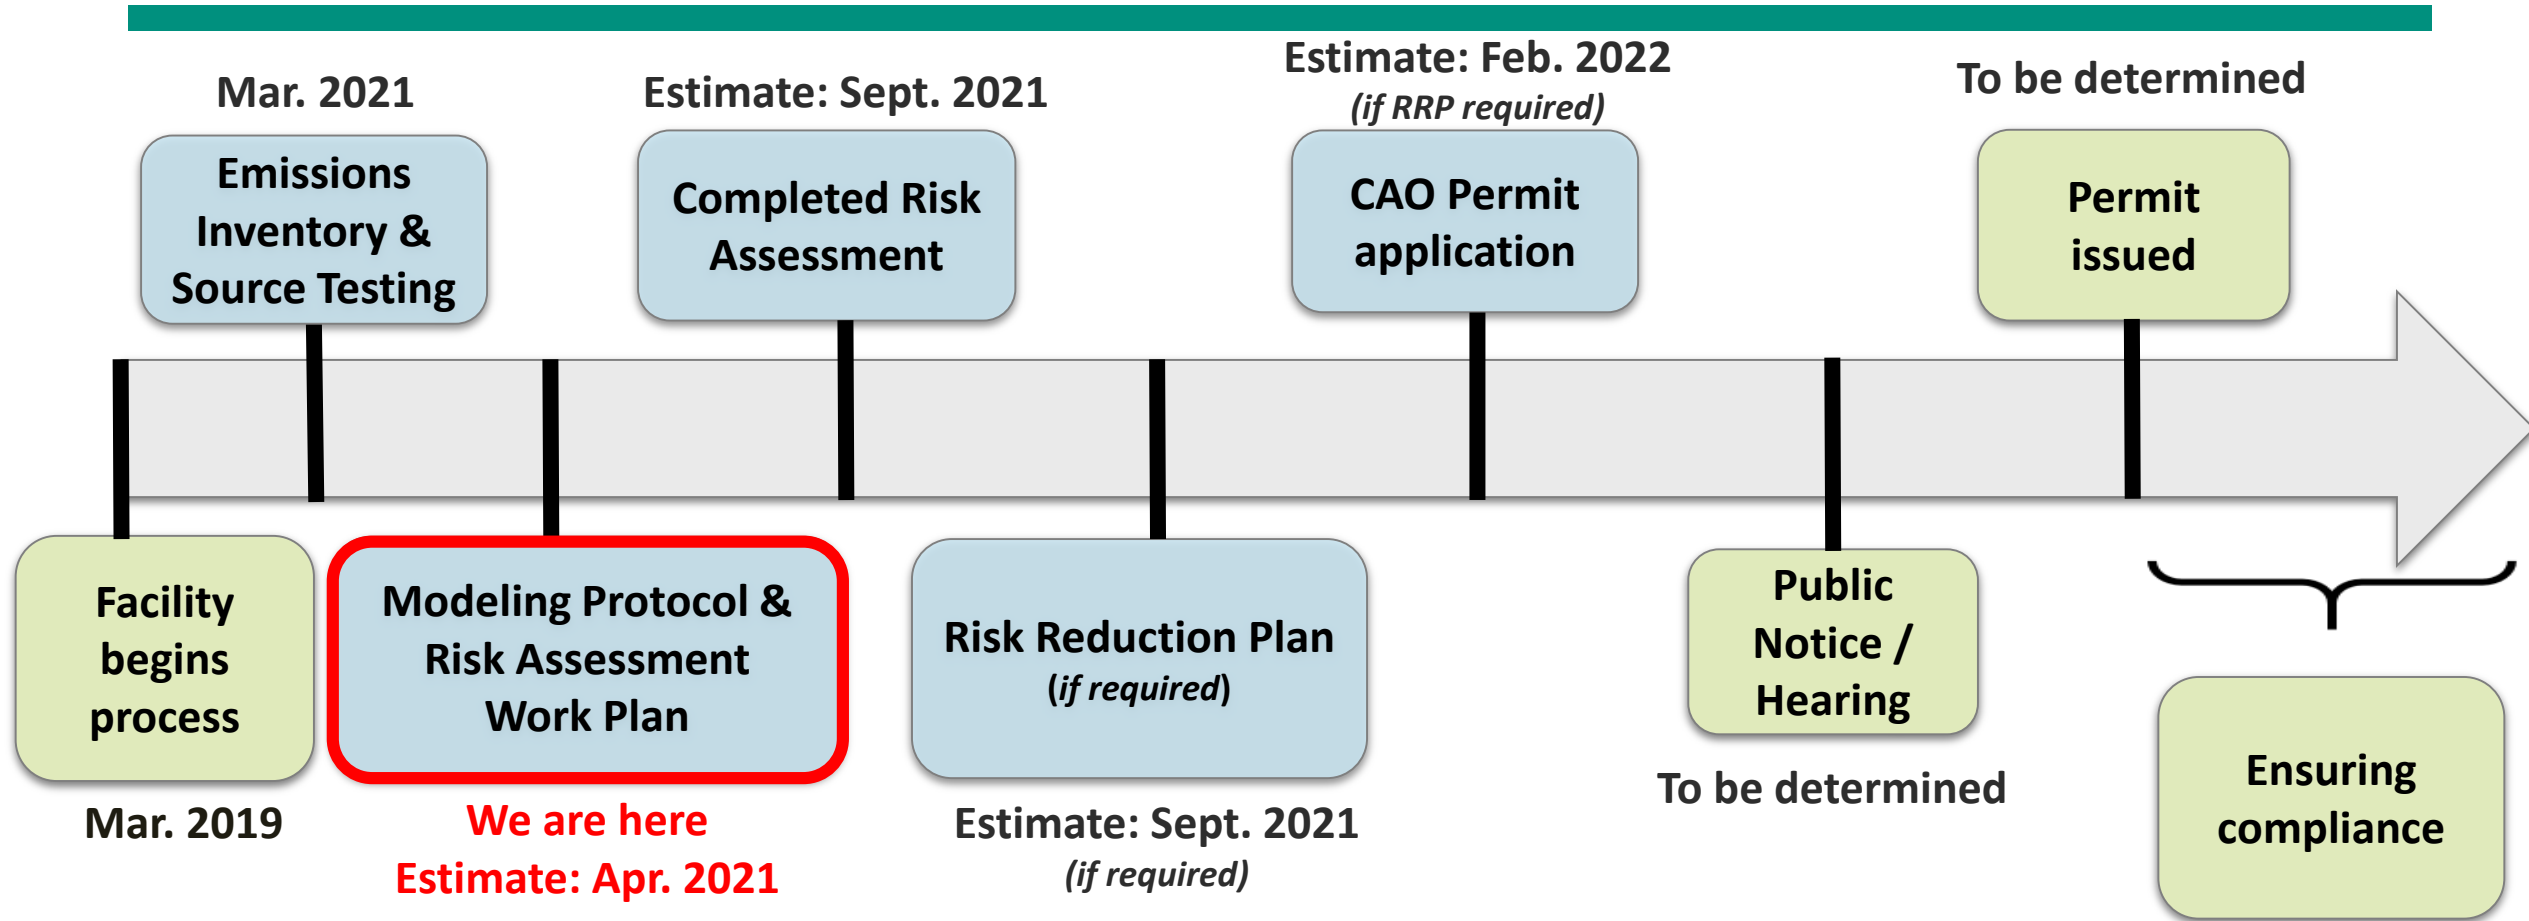 Mar. 2021
Emissions
Inventory &
Source Testing
Estimate: Sept. 2021
Completed Risk
Assessment
Estimate: Feb. 2022
(if RRP required)
CAO Permit
application
To be determined
Permit
issued
Facility
begins
process
Mar. 2019
Modeling Protocol &
Risk Assessment
Work Plan
We are here
Estimate: Apr. 2021
Risk Reduction Plan
(if required)
Estimate: Sept. 2021
(if required)
Public
Notice /
Hearing
To be determined
Ensuring
compliance